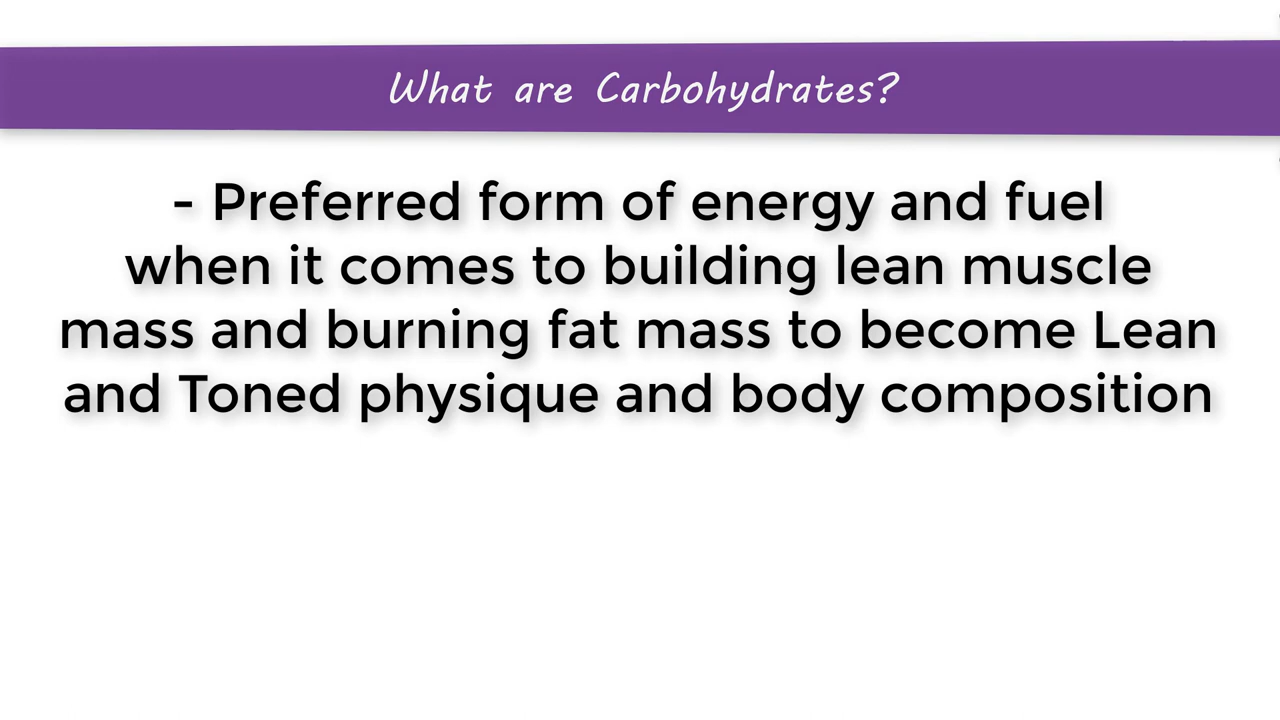 What are Carbohydrates?
- Preferred form of energy and fuel
when it comes to building lean muscle
mass and burning fat mass to become Lean
and Toned physique and body composition